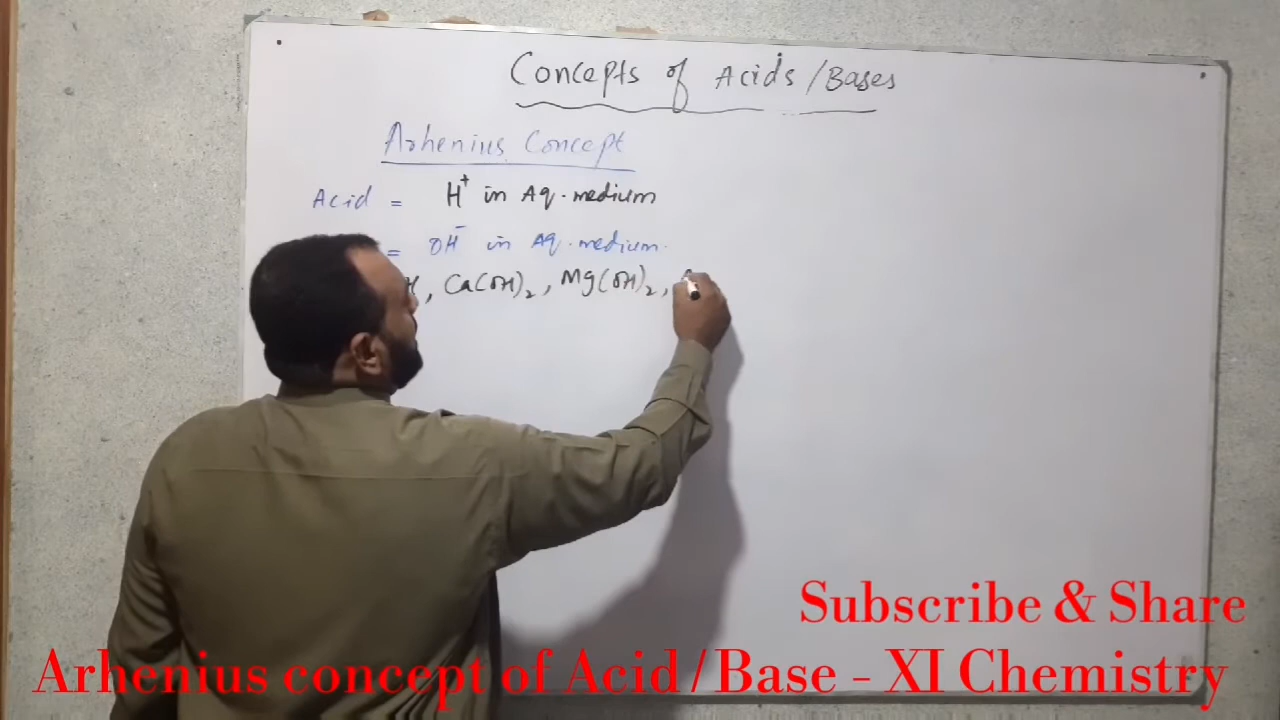 Concepts of Acids/Bases
Arhenius Concept
Acid = H⁺ in Aq. medium
= OH⁻ in Aq. medium.
H, Ca(OH)₂, Mg(OH)₂,
Subscribe & Share
Arhenius concept of Acid/Base - XI Chemistry